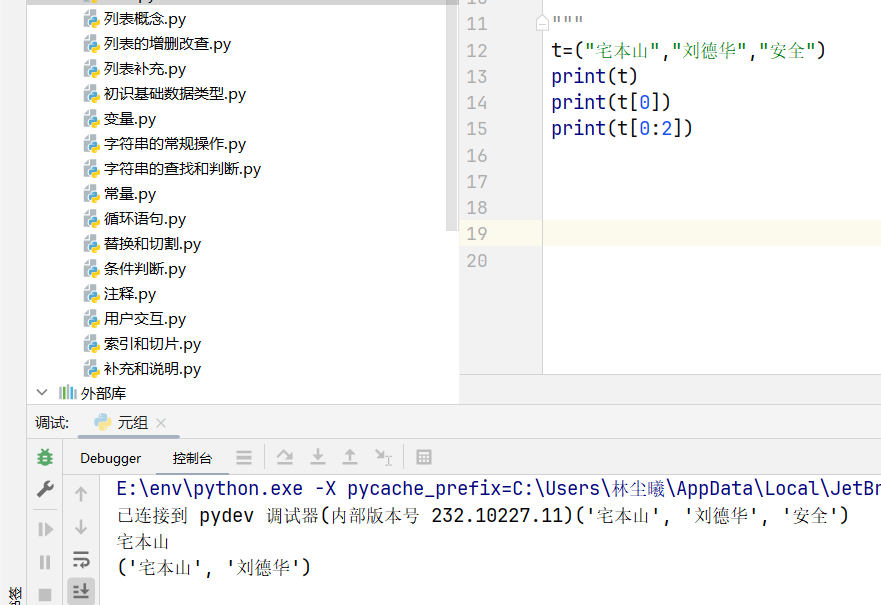 列表概念.py
列表的增删改查.py
列表补充.py
初识基础数据类型.py
变量.py
字符串的常规操作.py
字符串的查找和判断.py
常量.py
循环语句.py
替换和切割.py
条件判断.py
注释.py
用户交互.py
索引和切片.py
补充和说明.py
外部库
11 """
12 t=("宅本山","刘德华","安全")
13 print(t)
14 print(t[0])
15 print(t[0:2])
16
17
18
19
20
调试: 元组
Debugger 控制台
E:\env\python.exe -X pycache_prefix=C:\Users\林尘曦\AppData\Local\JetBr
已连接到 pydev 调试器(内部版本号 232.10227.11)('宅本山', '刘德华', '安全')
宅本山
('宅本山', '刘德华')